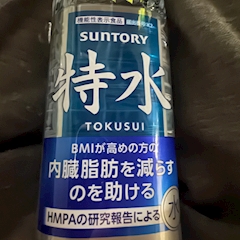 機能性表示食品
SUNTORY
特水
TOKUSUI
BMIが高めの方の
内臓脂肪を減らす
のを助ける
HMPAの研究報告による
水